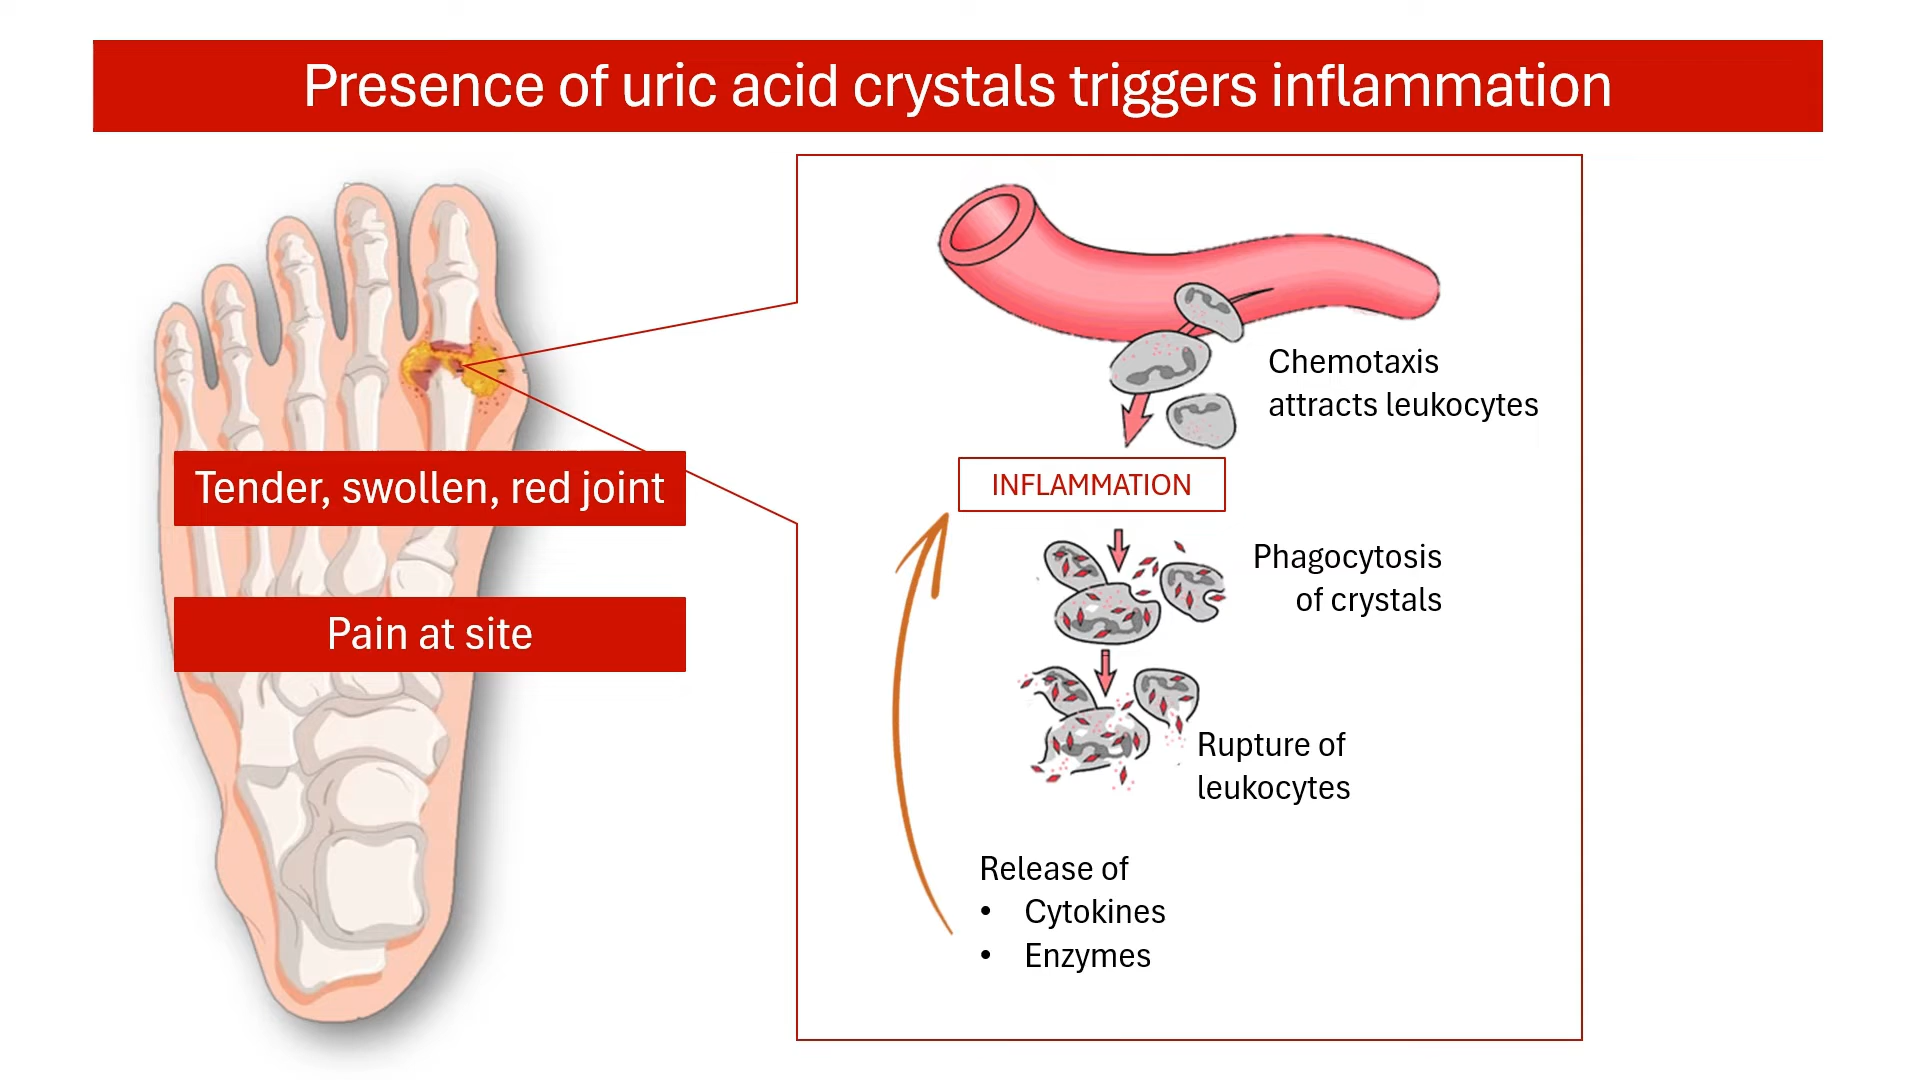 Presence of uric acid crystals triggers inflammation
Tender, swollen, red joint
Pain at site
Chemotaxis
attracts leukocytes
INFLAMMATION
Phagocytosis
of crystals
Rupture of
leukocytes
Release of
• Cytokines
• Enzymes